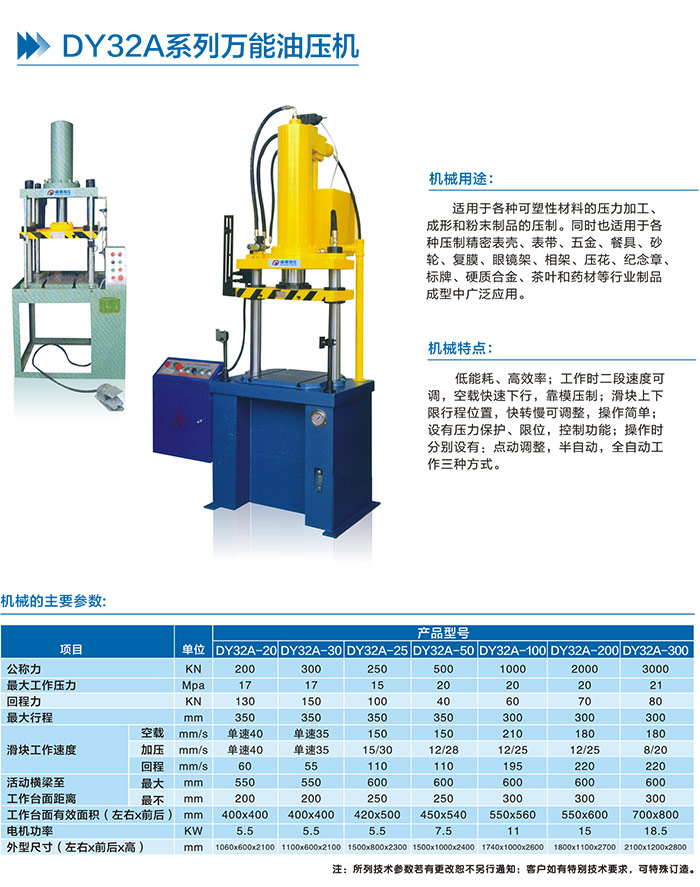 DY32A系列万能油压机
机械用途：
适用于各种可塑性材料的压力加工、
成形和粉末制品的压制。同时也适用于各
种压制精密表壳、表带、五金、餐具、砂
轮、复膜、眼镜架、相架、压花、纪念章、
标牌、硬质合金、茶叶和药材等行业制品
成型中广泛应用。
机械特点：
低能耗、高效率；工作时二段速度可
调，空载快速下行，靠模压制；滑块上下
限行程位置，快转慢可调整，操作简单；
设有压力保护、限位，控制功能；操作时
分别设有：点动调整，半自动，全自动工
作三种方式。
机械的主要参数:
项目 单位 产品型号
DY32A-20 DY32A-30 DY32A-25 DY32A-50 DY32A-100 DY32A-200 DY32A-300
公称力 KN 200 300 250 500 1000 2000 3000
最大工作压力 Mpa 17 17 15 20 20 20 21
回程力 KN 130 150 100 40 60 70 80
最大行程 mm 350 350 350 350 300 300 300
滑块工作速度 空载 mm/s 单速40 单速35 150 150 210 180 180
加压 mm/s 单速40 单速35 15/30 12/28 12/25 12/25 8/20
回程 mm/s 60 55 110 110 195 220 220
活动横梁至 最大 mm 550 550 600 600 600 600 600
工作台面距离 最不 mm 200 200 250 250 300 300 300
工作台面有效面积（左右x前后） mm 400x400 400x400 420x500 450x540 550x560 550x600 700x800
电机功率 KW 5.5 5.5 5.5 7.5 11 15 18.5
外型尺寸（左右x前后x高） mm 1060x600x2100 1100x600x2100 1500x800x2300 1500x1000x2400 1740x1000x2600 1800x1100x2700 2100x1200x2800
注：所列技术参数若有更改恕不另行通知；客户如有特别技术要求，可特殊订造。